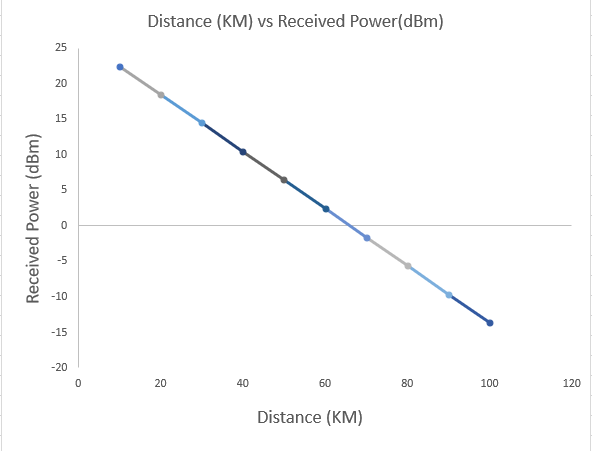 Distance (KM) vs Received Power(dBm)
Received Power (dBm)
25
20
15
10
5
0
-5
-10
-15
-20
0 20 40 60 80 100 120
Distance (KM)